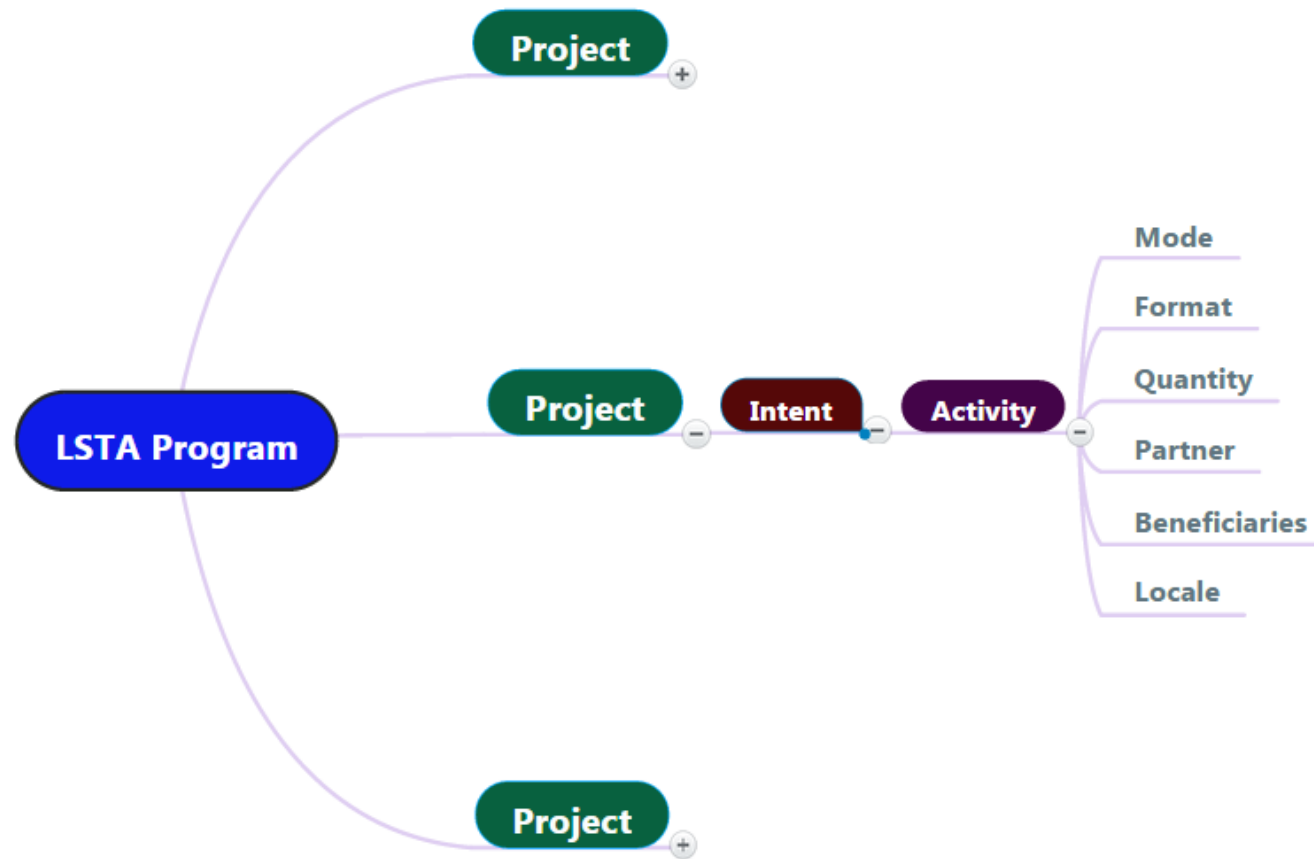 Project
Mode
Format
Quantity
LSTA Program
Project
Intent
Activity
Partner
Beneficiaries
Locale
Project